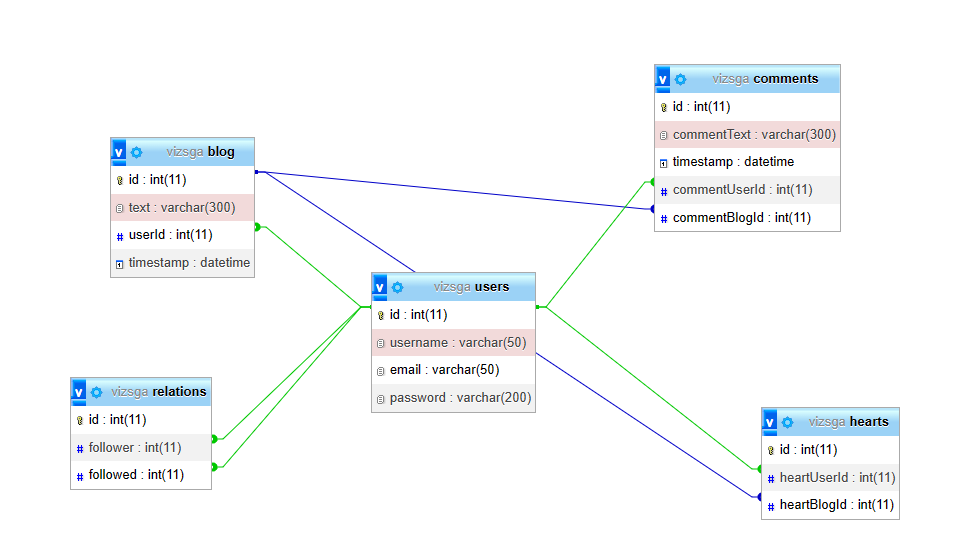 v vizsga comments
id : int(11)
commentText : varchar(300)
timestamp : datetime
# commentUserId : int(11)
# commentBlogId : int(11)
v vizsga blog
id : int(11)
text : varchar(300)
# userId : int(11)
timestamp : datetime
v vizsga users
id : int(11)
username : varchar(50)
email : varchar(50)
password : varchar(200)
v vizsga relations
id : int(11)
# follower : int(11)
# followed : int(11)
v vizsga hearts
id : int(11)
# heartUserId : int(11)
# heartBlogId : int(11)